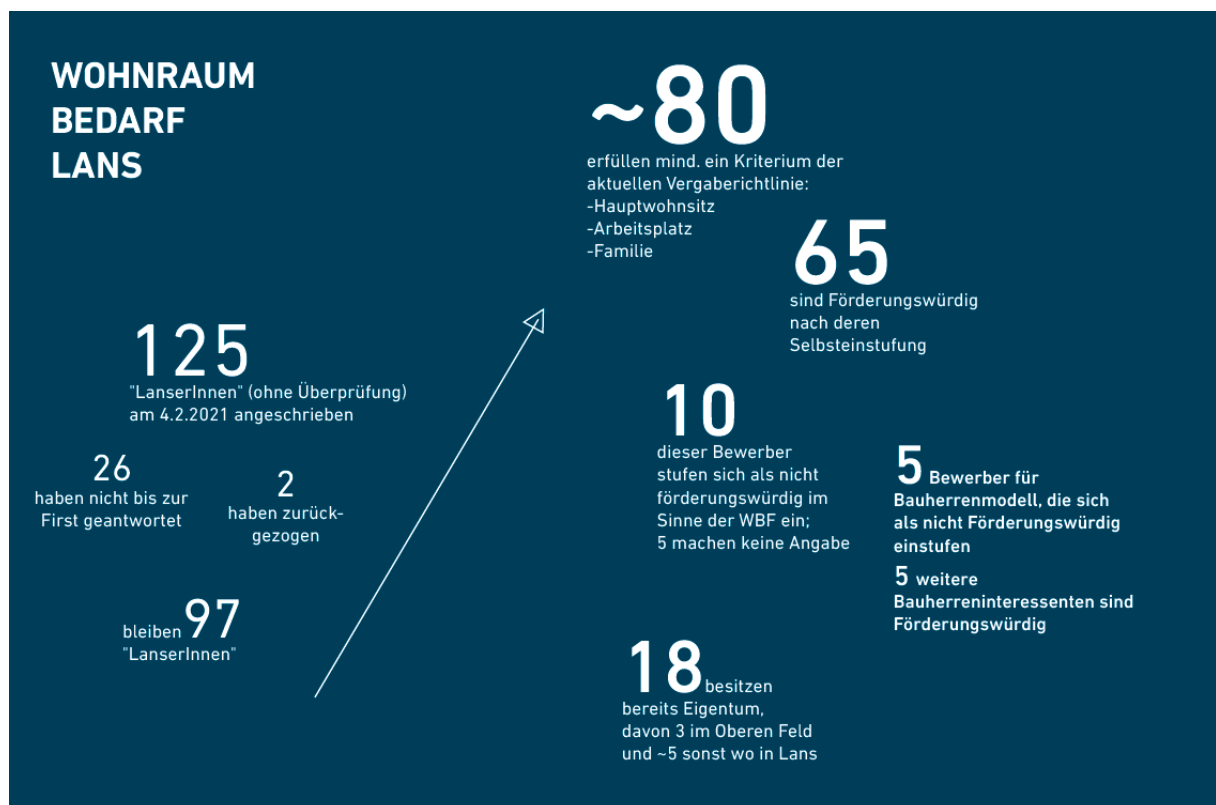 WOHNRAUM
BEDARF
LANS
125
"LanserInnen" (ohne Überprüfung)
am 4.2.2021 angeschrieben
26
haben nicht bis zur
First geantwortet
2
haben zurück-
gezogen
bleiben 97
"LanserInnen"
~80
erfüllen mind. ein Kriterium der
aktuellen Vergaberichtlinie:
-Hauptwohnsitz
-Arbeitsplatz
-Familie
65
sind Förderungswürdig
nach deren
Selbsteinstufung
10
dieser Bewerber
stufen sich als nicht
förderungswürdig im
Sinne der WBF ein;
5 machen keine Angabe
5 Bewerber für
Bauherrenmodell, die sich
als nicht Förderungswürdig
einstufen
5 weitere
Bauherreninteressenten sind
Förderungswürdig
18 besitzen
bereits Eigentum,
davon 3 im Oberen Feld
und ~5 sonst wo in Lans